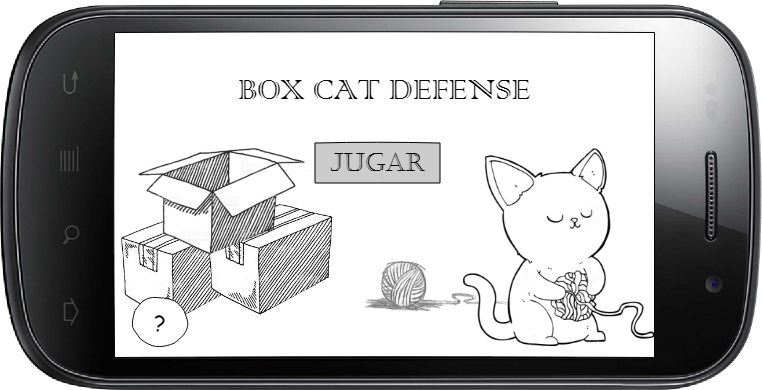 BOX CAT DEFENSE
JUGAR
?